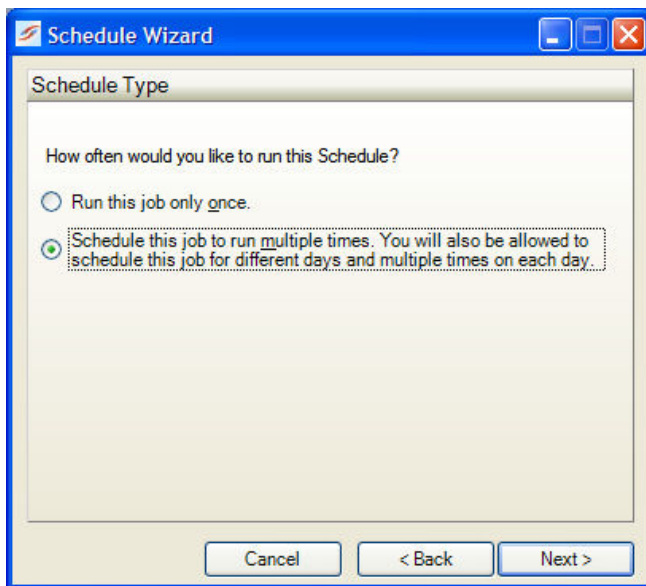 Schedule Wizard
Schedule Type
How often would you like to run this Schedule?
Run this job only once.
Schedule this job to run multiple times. You will also be allowed to
schedule this job for different days and multiple times on each day.
Cancel
< Back
Next >